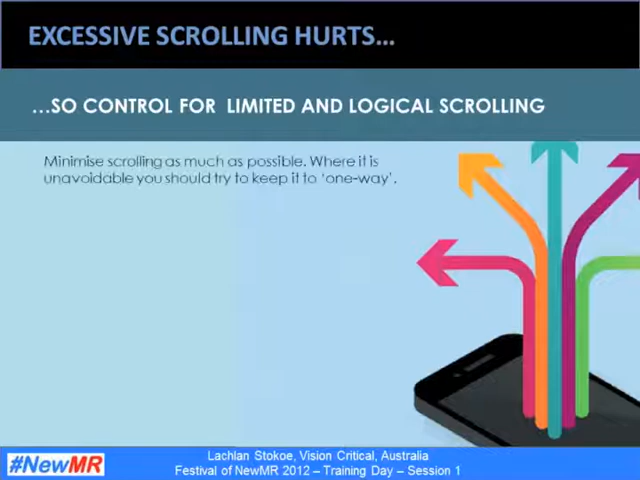 EXCESSIVE SCROLLING HURTS...
...SO CONTROL FOR LIMITED AND LOGICAL SCROLLING
Minimise scrolling as much as possible. Where it is
unavoidable you should try to keep it to 'one-way'.
#NewMR
Lachlan Stokoe, Vision Critical, Australia
Festival of NewMR 2012 – Training Day – Session 1